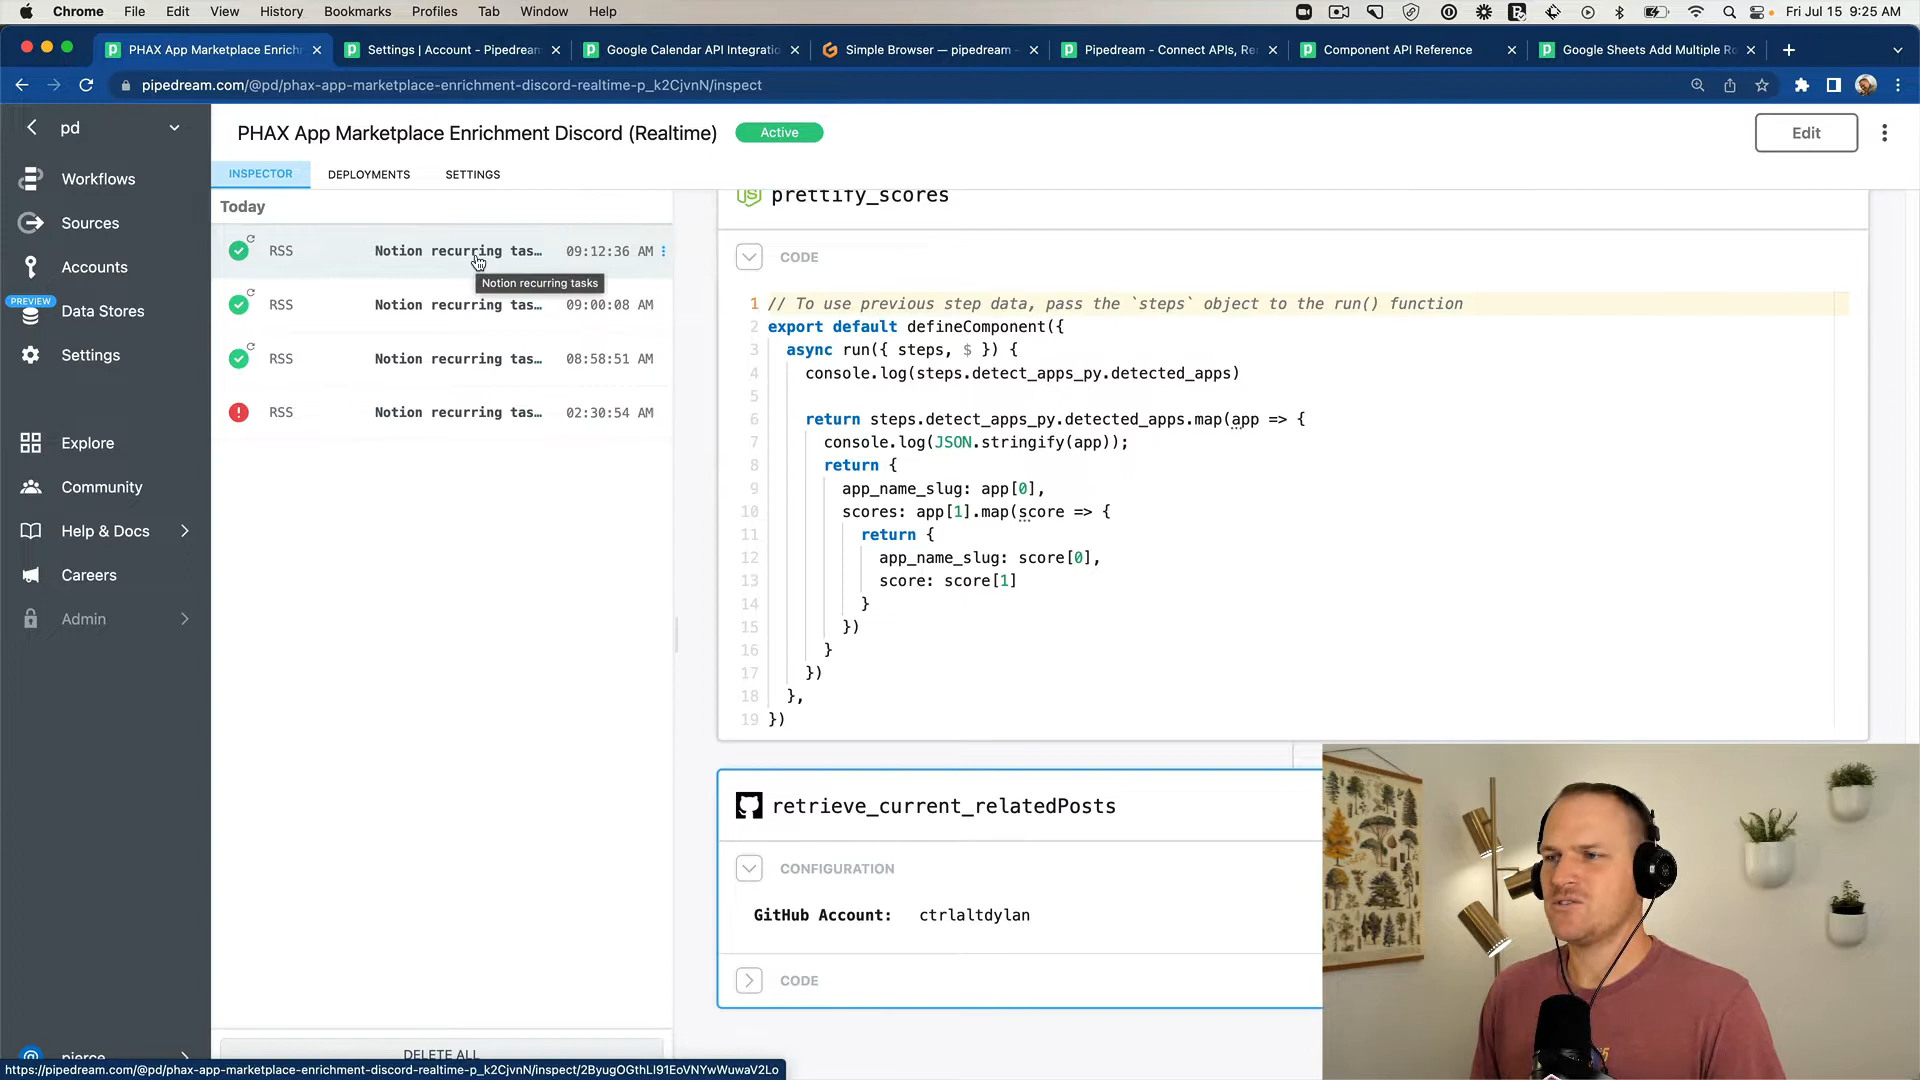 Chrome File Edit View History Bookmarks Profiles Tab Window Help Fri Jul 15 9:25 AM
PHAX App Marketplace Enrich Settings | Account - Pipedream Google Calendar API Integratio Simple Browser — pipedream - Pipedream - Connect APIs, Re Component API Reference Google Sheets Add Multiple Ro
pipedream.com/@pd/phax-app-marketplace-enrichment-discord-realtime-p_k2CjvnN/inspect
pd
Workflows
Sources
Accounts
PREVIEW
Data Stores
Settings
Explore
Community
Help & Docs
Careers
Admin
pierce
PHAX App Marketplace Enrichment Discord (Realtime) Active Edit
INSPECTOR DEPLOYMENTS SETTINGS
Today
RSS Notion recurring tas… 09:12:36 AM
Notion recurring tasks
RSS Notion recurring tas… 09:00:08 AM
RSS Notion recurring tas… 08:58:51 AM
RSS Notion recurring tas… 02:30:54 AM
DELETE ALL
prettify_scores
CODE
1 // To use previous step data, pass the `steps` object to the run() function
2 export default defineComponent({
3 async run({ steps, $ }) {
4 console.log(steps.detect_apps_py.detected_apps)
5
6 return steps.detect_apps_py.detected_apps.map(app => {
7 console.log(JSON.stringify(app));
8 return {
9 app_name_slug: app[0],
10 scores: app[1].map(score => {
11 return {
12 app_name_slug: score[0],
13 score: score[1]
14 }
15 })
16 }
17 })
18 },
19 })
retrieve_current_relatedPosts
CONFIGURATION
GitHub Account: ctrlaltdylan
CODE
https://pipedream.com/@pd/phax-app-marketplace-enrichment-discord-realtime-p_k2CjvnN/inspect/2ByugOGthLI91EoVNYwWuwaV2Lo